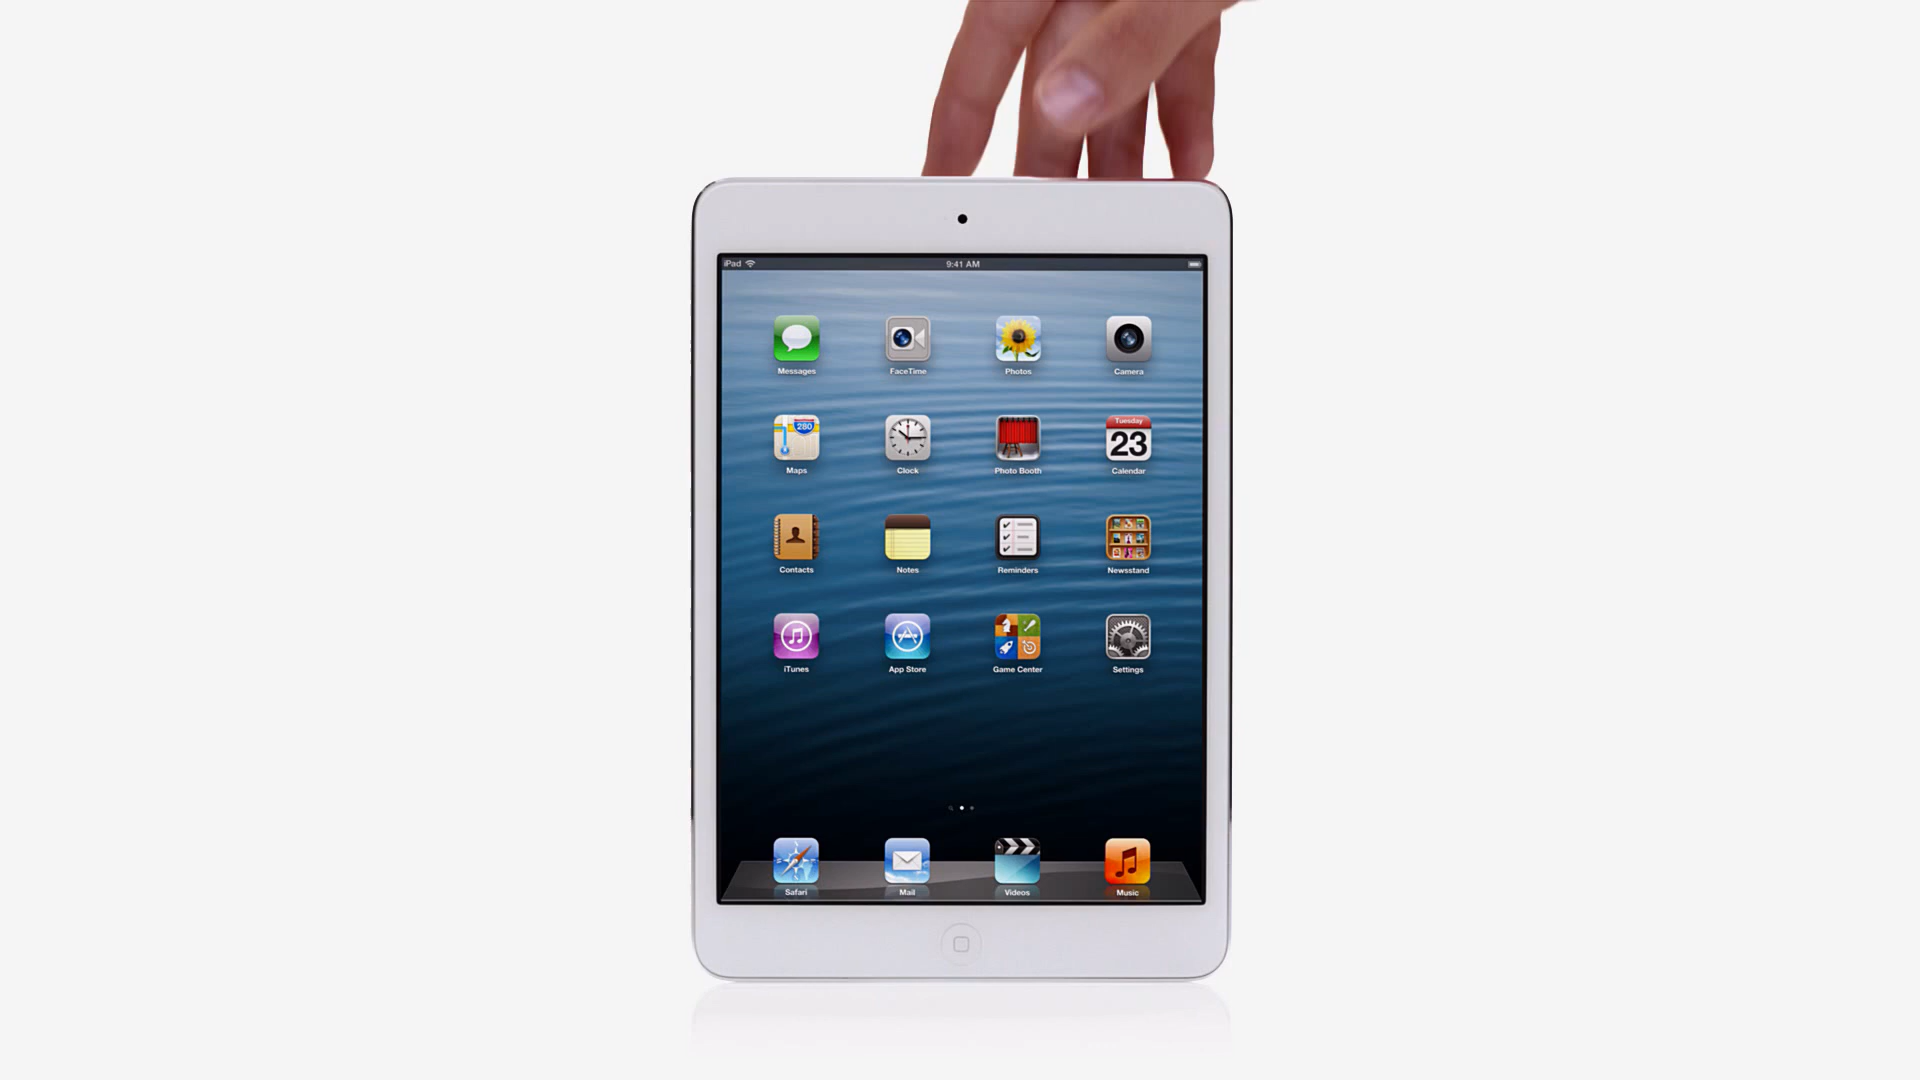 iPad 9:41 AM
Messages FaceTime Photos Camera
280
Tuesday
23
Maps Clock Photo Booth Calendar
Contacts Notes Reminders Newsstand
iTunes App Store Game Center Settings
Safari Mail Videos Music